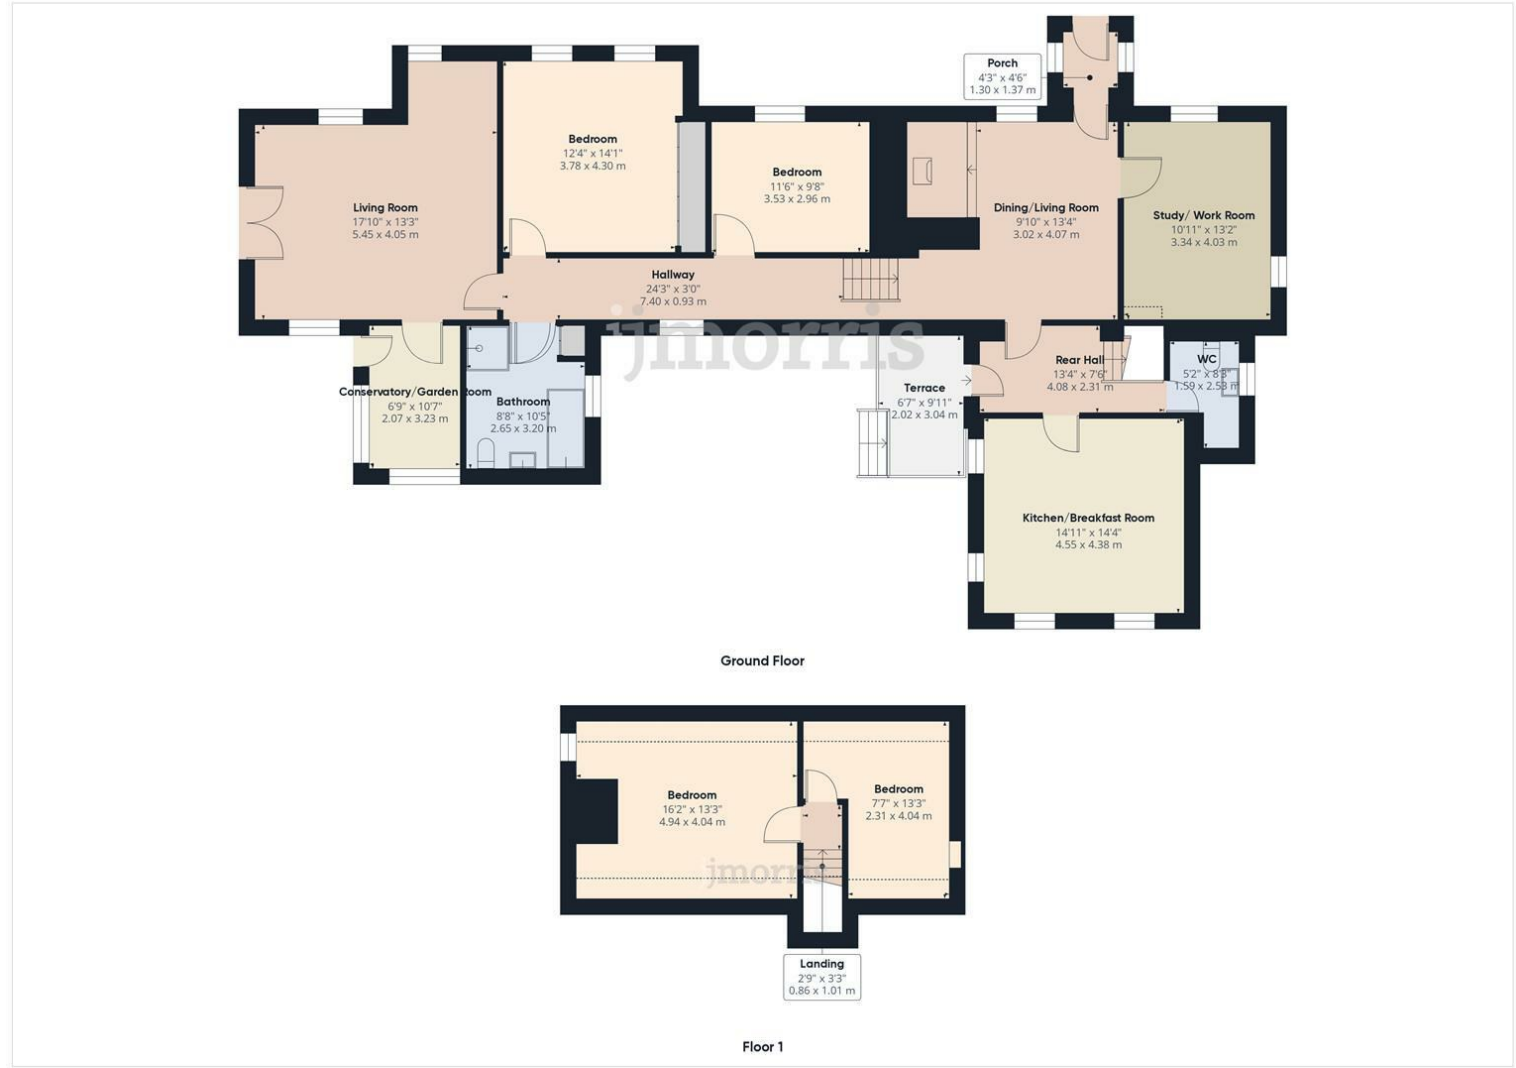 Porch
4'3" x 4'6"
1.30 x 1.37 m
Bedroom
12'4" x 14'1"
3.78 x 4.30 m
Bedroom
11'6" x 9'8"
3.53 x 2.96 m
Living Room
17'10" x 13'3"
5.45 x 4.05 m
Dining/Living Room
9'10" x 13'4"
3.02 x 4.07 m
Study/ Work Room
10'11" x 13'2"
3.34 x 4.03 m
Hallway
24'3" x 3'0"
7.40 x 0.93 m
jjmorris
Conservatory/Garden Room
6'9" x 10'7"
2.07 x 3.23 m
Bathroom
8'8" x 10'5"
2.65 x 3.20 m
Terrace
6'7" x 9'11"
2.02 x 3.04 m
Rear Hall
13'4" x 7'6"
4.08 x 2.31 m
WC
5'2" x 8'3"
1.59 x 2.53 m
Kitchen/Breakfast Room
14'11" x 14'4"
4.55 x 4.38 m
Ground Floor
Bedroom
16'2" x 13'3"
4.94 x 4.04 m
Bedroom
7'7" x 13'3"
2.31 x 4.04 m
jjmorris
Landing
2'9" x 3'3"
0.86 x 1.01 m
Floor 1